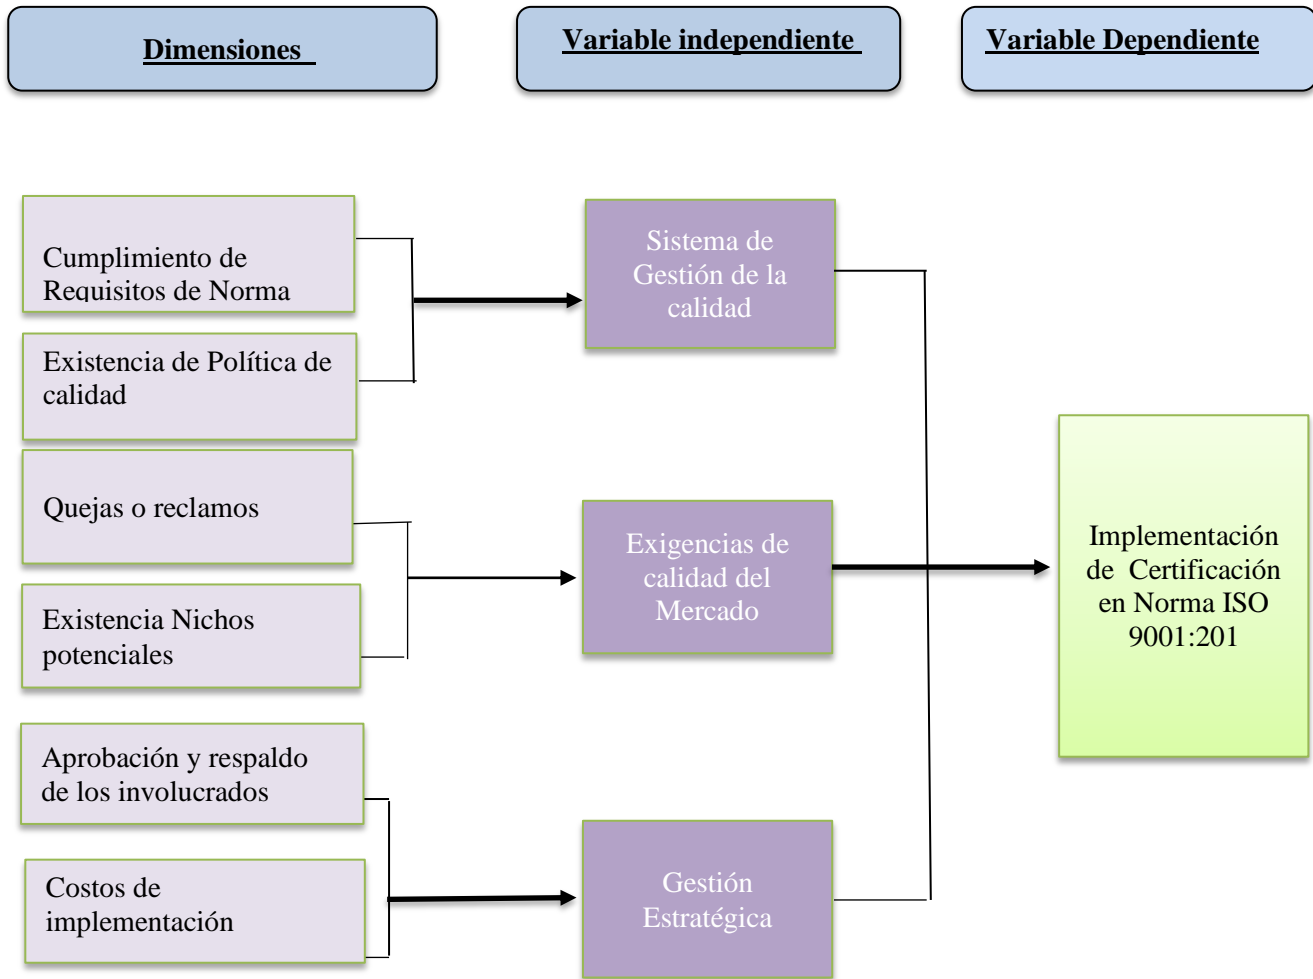 Dimensiones
Variable independiente
Variable Dependiente
Cumplimiento de
Requisitos de Norma
Existencia de Política de
calidad
Quejas o reclamos
Existencia Nichos
potenciales
Aprobación y respaldo
de los involucrados
Costos de
implementación
Sistema de
Gestión de la
calidad
Exigencias de
calidad del
Mercado
Gestión
Estratégica
Implementación
de Certificación
en Norma ISO
9001:201